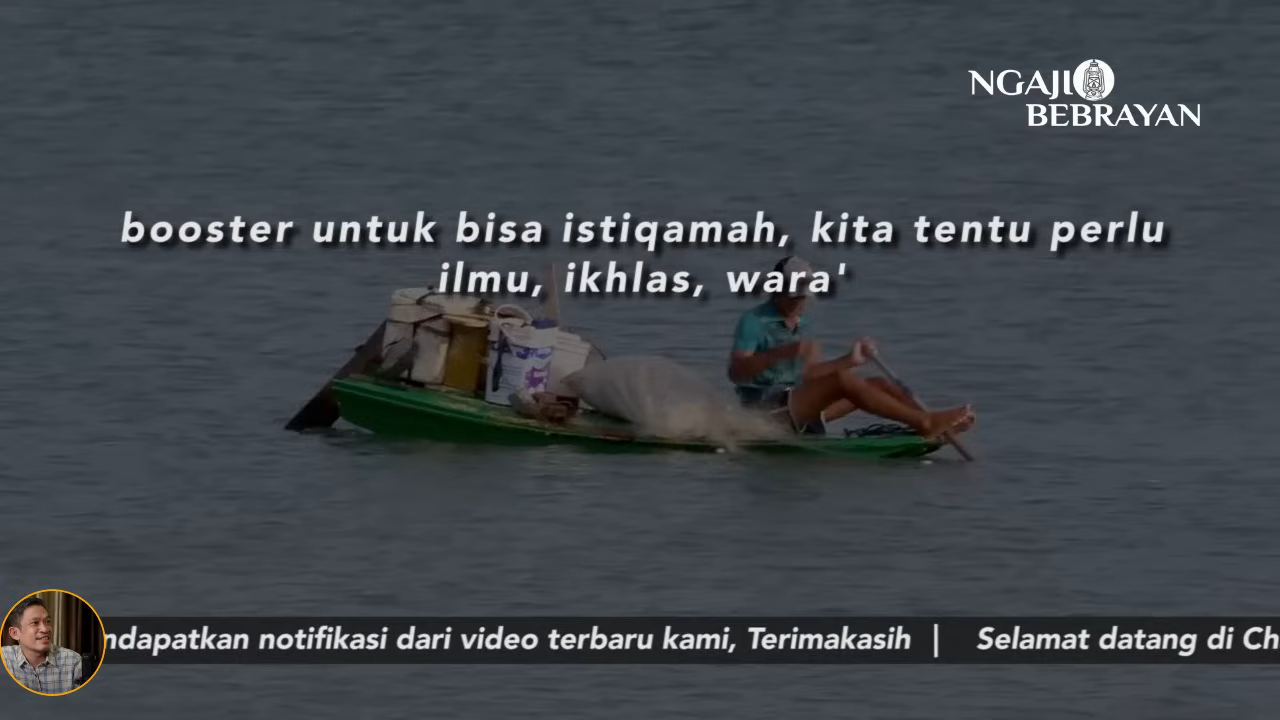 NGAJI
BEBRAYAN
booster untuk bisa istiqamah, kita tentu perlu
ilmu, ikhlas, wara'
ndapatkan notifikasi dari video terbaru kami, Terimakasih | Selamat datang di Ch